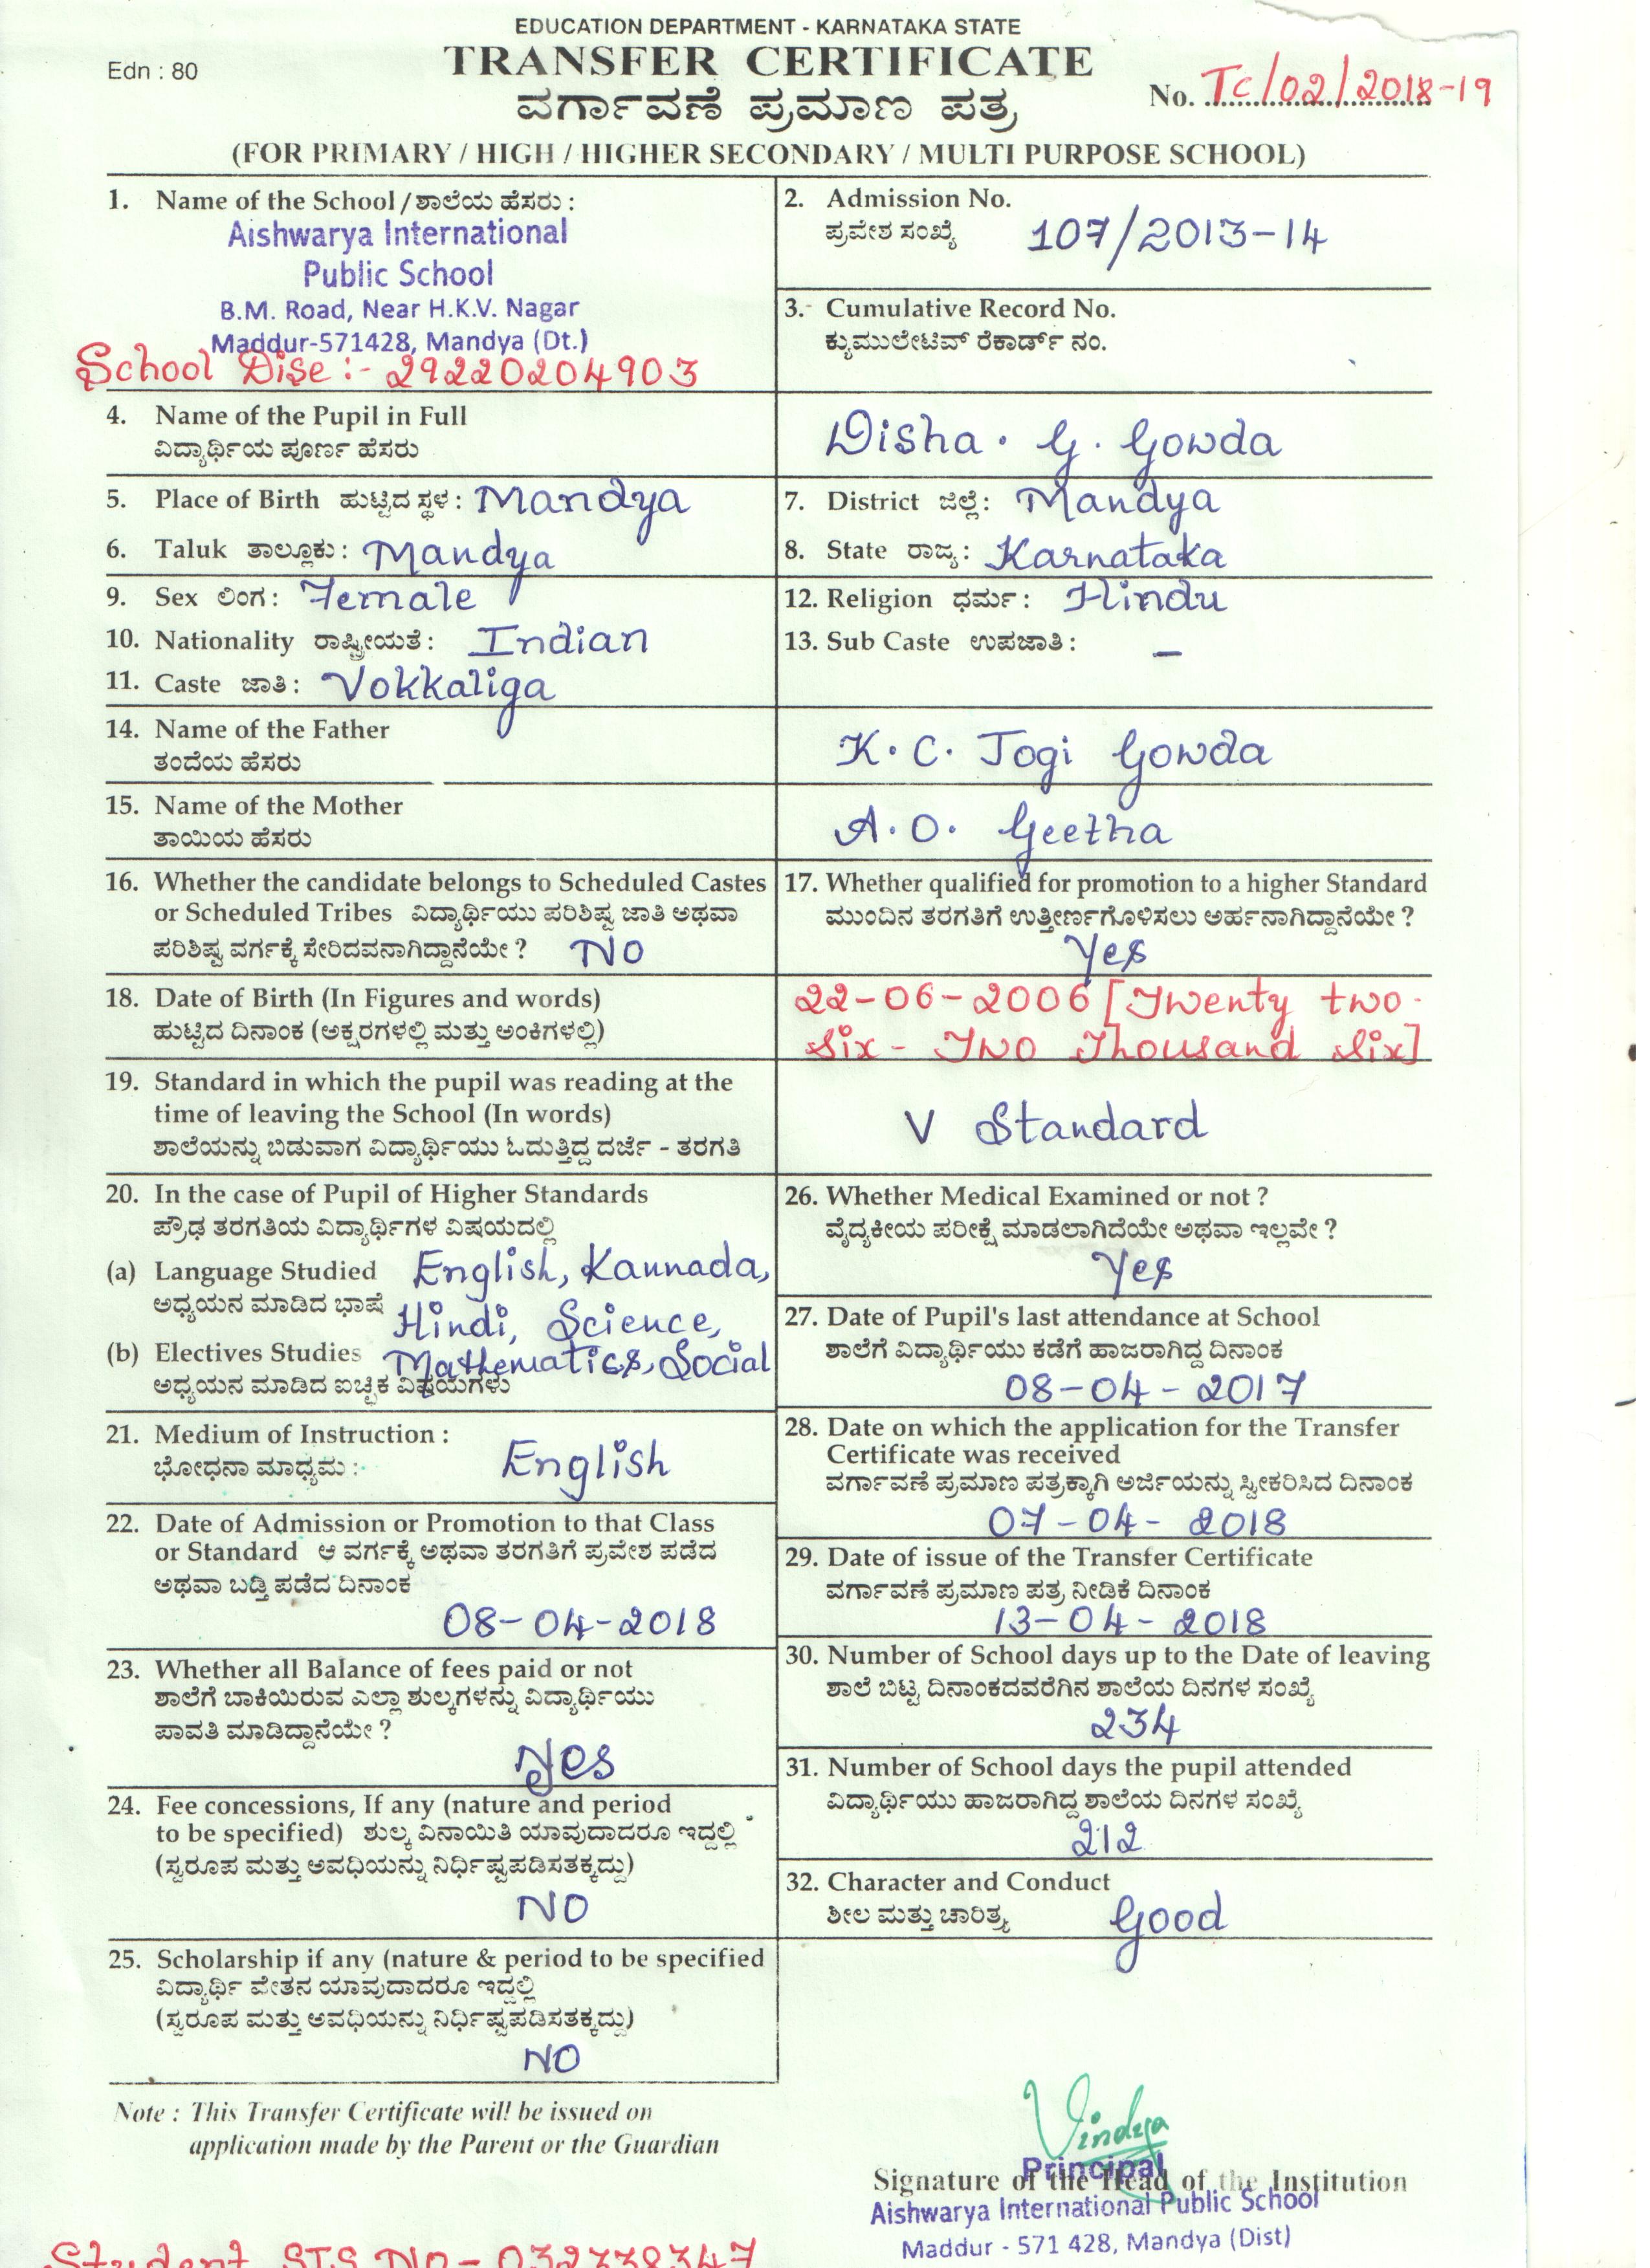 EDUCATION DEPARTMENT - KARNATAKA STATE
Edn : 80
TRANSFER CERTIFICATE
ವರ್ಗಾವಣೆ ಪ್ರಮಾಣ ಪತ್ರ
No. TC/02/2018-19
(FOR PRIMARY / HIGH / HIGHER SECONDARY / MULTI PURPOSE SCHOOL)
1. Name of the School / ಶಾಲೆಯ ಹೆಸರು :
Aishwarya International
Public School
B.M. Road, Near H.K.V. Nagar
Maddur-571428, Mandya (Dt.)
School Dise :- 29220204903
2. Admission No.
ಪ್ರವೇಶ ಸಂಖ್ಯೆ 107/2013-14
3. Cumulative Record No.
ಕ್ಯುಮುಲೇಟಿವ್ ರೆಕಾರ್ಡ್ ನಂ.
4. Name of the Pupil in Full
ವಿದ್ಯಾರ್ಥಿಯ ಪೂರ್ಣ ಹೆಸರು
Disha. G. Gowda
5. Place of Birth ಹುಟ್ಟಿದ ಸ್ಥಳ : Mandya
6. Taluk ತಾಲ್ಲೂಕು : Mandya
7. District ಜಿಲ್ಲೆ : Mandya
8. State ರಾಜ್ಯ : Karnataka
9. Sex ಲಿಂಗ : Female
10. Nationality ರಾಷ್ಟ್ರೀಯತೆ : Indian
11. Caste ಜಾತಿ : Vokkaliga
12. Religion ಧರ್ಮ : Hindu
13. Sub Caste ಉಪಜಾತಿ : –
14. Name of the Father
ತಂದೆಯ ಹೆಸರು
K. C. Jogi Gowda
15. Name of the Mother
ತಾಯಿಯ ಹೆಸರು
A. O. Geetha
16. Whether the candidate belongs to Scheduled Castes
or Scheduled Tribes ವಿದ್ಯಾರ್ಥಿಯು ಪರಿಶಿಷ್ಟ ಜಾತಿ ಅಥವಾ
ಪರಿಶಿಷ್ಟ ವರ್ಗಕ್ಕೆ ಸೇರಿದವನಾಗಿದ್ದಾನೆಯೇ ? NO
17. Whether qualified for promotion to a higher Standard
ಮುಂದಿನ ತರಗತಿಗೆ ಉತ್ತೀರ್ಣಗೊಳಿಸಲು ಅರ್ಹನಾಗಿದ್ದಾನೆಯೇ ?
Yes
18. Date of Birth (In Figures and words)
ಹುಟ್ಟಿದ ದಿನಾಂಕ (ಅಕ್ಷರಗಳಲ್ಲಿ ಮತ್ತು ಅಂಕಿಗಳಲ್ಲಿ)
22-06-2006 [Twenty two-
Six - Two Thousand Six]
19. Standard in which the pupil was reading at the
time of leaving the School (In words)
ಶಾಲೆಯನ್ನು ಬಿಡುವಾಗ ವಿದ್ಯಾರ್ಥಿಯು ಓದುತ್ತಿದ್ದ ದರ್ಜೆ - ತರಗತಿ
V Standard
20. In the case of Pupil of Higher Standards
ಪ್ರೌಢ ತರಗತಿಯ ವಿದ್ಯಾರ್ಥಿಗಳ ವಿಷಯದಲ್ಲಿ
(a) Language Studied English, Kannada,
ಅಧ್ಯಯನ ಮಾಡಿದ ಭಾಷೆ Hindi, Science,
(b) Electives Studies Mathematics, Social
ಅಧ್ಯಯನ ಮಾಡಿದ ಐಚ್ಛಿಕ ವಿಷಯಗಳು
21. Medium of Instruction :
ಭೋಧನಾ ಮಾಧ್ಯಮ : English
22. Date of Admission or Promotion to that Class
or Standard ಆ ವರ್ಗಕ್ಕೆ ಅಥವಾ ತರಗತಿಗೆ ಪ್ರವೇಶ ಪಡೆದ
ಅಥವಾ ಬಡ್ತಿ ಪಡೆದ ದಿನಾಂಕ
08-04-2018
23. Whether all Balance of fees paid or not
ಶಾಲೆಗೆ ಬಾಕಿಯಿರುವ ಎಲ್ಲಾ ಶುಲ್ಕಗಳನ್ನು ವಿದ್ಯಾರ್ಥಿಯು
ಪಾವತಿ ಮಾಡಿದ್ದಾನೆಯೇ ?
yes
24. Fee concessions, If any (nature and period
to be specified) ಶುಲ್ಕ ವಿನಾಯಿತಿ ಯಾವುದಾದರೂ ಇದ್ದಲ್ಲಿ
(ಸ್ವರೂಪ ಮತ್ತು ಅವಧಿಯನ್ನು ನಿರ್ಧಿಷ್ಟಪಡಿಸತಕ್ಕದ್ದು)
NO
25. Scholarship if any (nature & period to be specified
ವಿದ್ಯಾರ್ಥಿ ವೇತನ ಯಾವುದಾದರೂ ಇದ್ದಲ್ಲಿ
(ಸ್ವರೂಪ ಮತ್ತು ಅವಧಿಯನ್ನು ನಿರ್ಧಿಷ್ಟಪಡಿಸತಕ್ಕದ್ದು)
NO
26. Whether Medical Examined or not ?
ವೈದ್ಯಕೀಯ ಪರೀಕ್ಷೆ ಮಾಡಲಾಗಿದೆಯೇ ಅಥವಾ ಇಲ್ಲವೇ ?
Yes
27. Date of Pupil's last attendance at School
ಶಾಲೆಗೆ ವಿದ್ಯಾರ್ಥಿಯು ಕಡೆಗೆ ಹಾಜರಾಗಿದ್ದ ದಿನಾಂಕ
08-04-2017
28. Date on which the application for the Transfer
Certificate was received
ವರ್ಗಾವಣೆ ಪ್ರಮಾಣ ಪತ್ರಕ್ಕಾಗಿ ಅರ್ಜಿಯನ್ನು ಸ್ವೀಕರಿಸಿದ ದಿನಾಂಕ
07-04-2018
29. Date of issue of the Transfer Certificate
ವರ್ಗಾವಣೆ ಪ್ರಮಾಣ ಪತ್ರ ನೀಡಿಕೆ ದಿನಾಂಕ
13-04-2018
30. Number of School days up to the Date of leaving
ಶಾಲೆ ಬಿಟ್ಟ ದಿನಾಂಕದವರೆಗಿನ ಶಾಲೆಯ ದಿನಗಳ ಸಂಖ್ಯೆ
234
31. Number of School days the pupil attended
ವಿದ್ಯಾರ್ಥಿಯು ಹಾಜರಾಗಿದ್ದ ಶಾಲೆಯ ದಿನಗಳ ಸಂಖ್ಯೆ
212
32. Character and Conduct
ಶೀಲ ಮತ್ತು ಚಾರಿತ್ರ್ಯ Good
Note : This Transfer Certificate will be issued on
application made by the Parent or the Guardian
Vindya
Principal
Signature of the Head of the Institution
Aishwarya International Public School
Maddur - 571 428, Mandya (Dist)
Student STS NO - 032338347